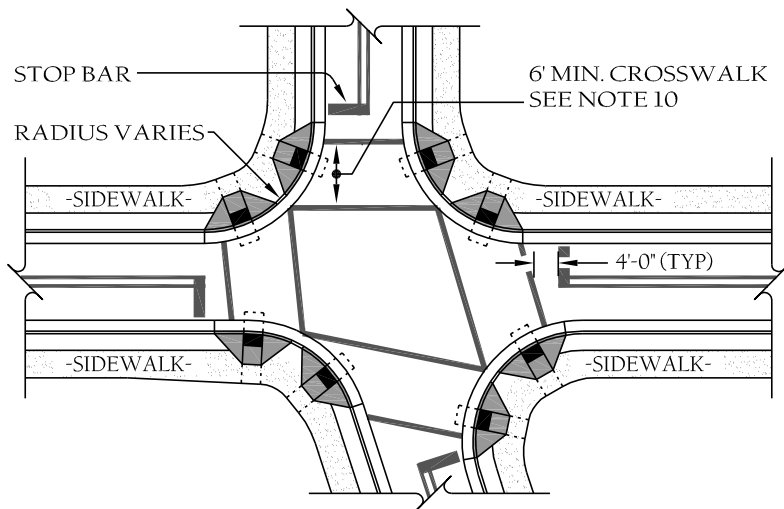 STOP BAR
6' MIN. CROSSWALK
SEE NOTE 10
RADIUS VARIES
-SIDEWALK-
-SIDEWALK-
4'-0" (TYP)
-SIDEWALK-
-SIDEWALK-